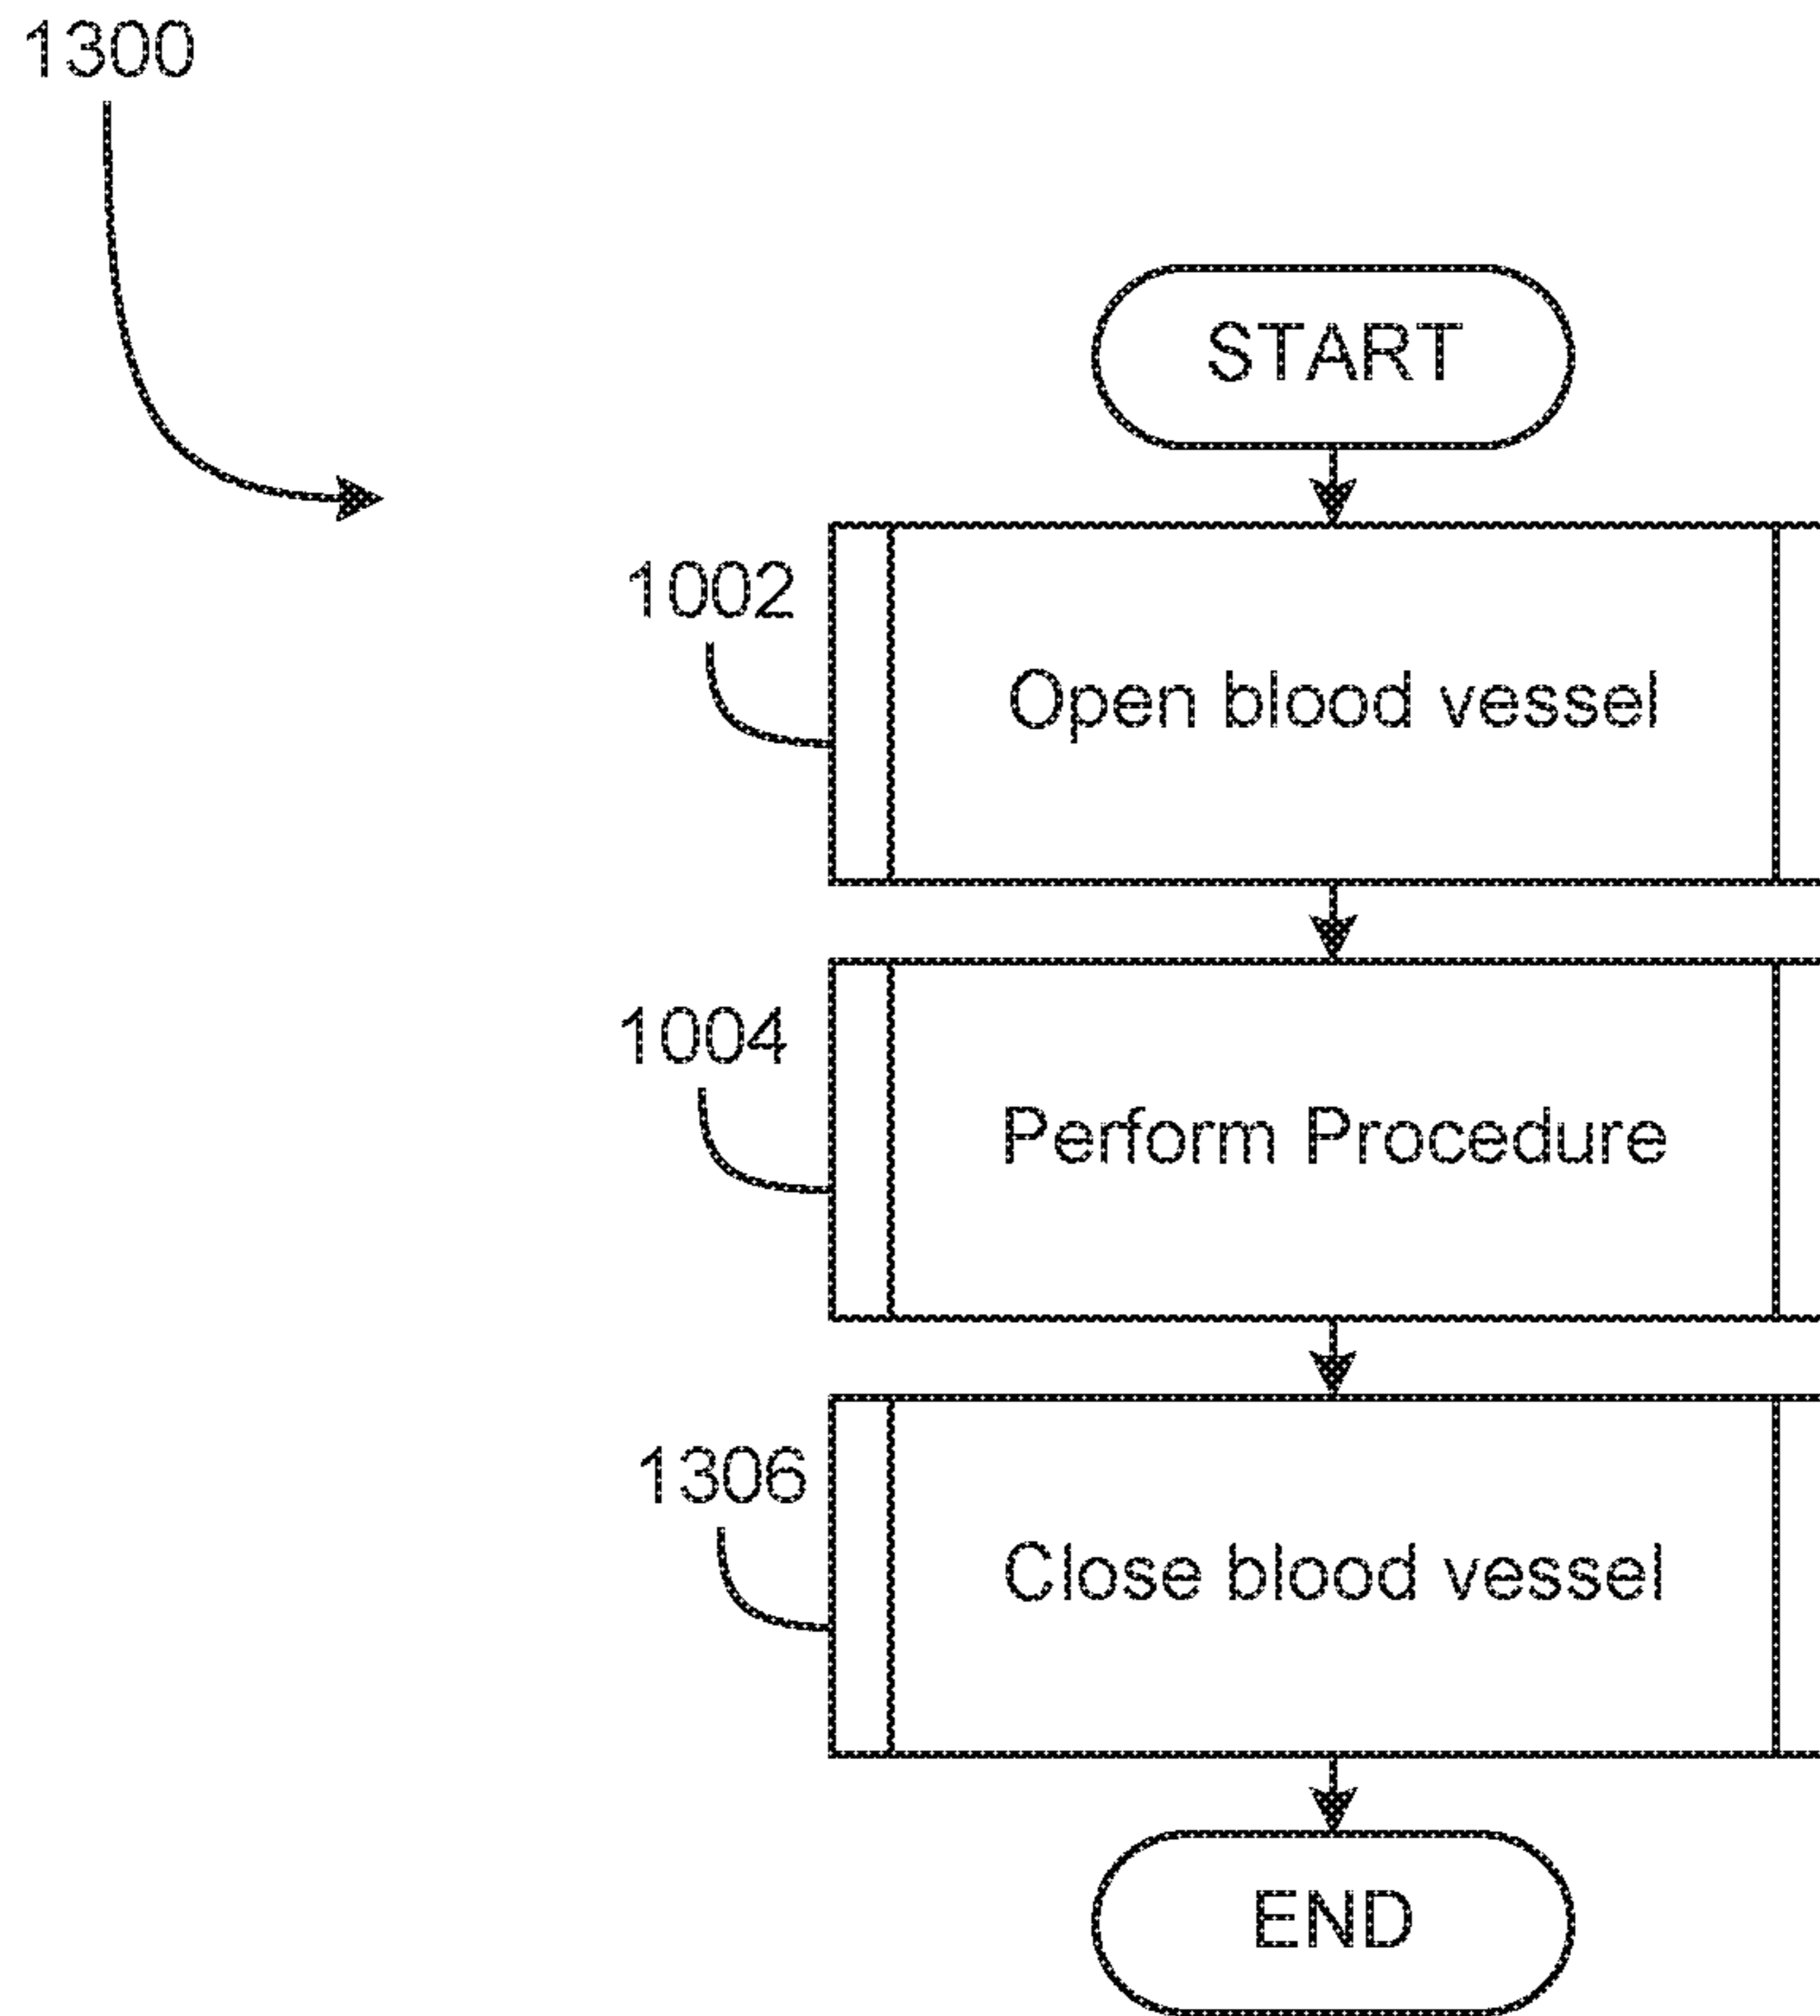 1300
START
1002
Open blood vessel
1004
Perform Procedure
1306
Close blood vessel
END